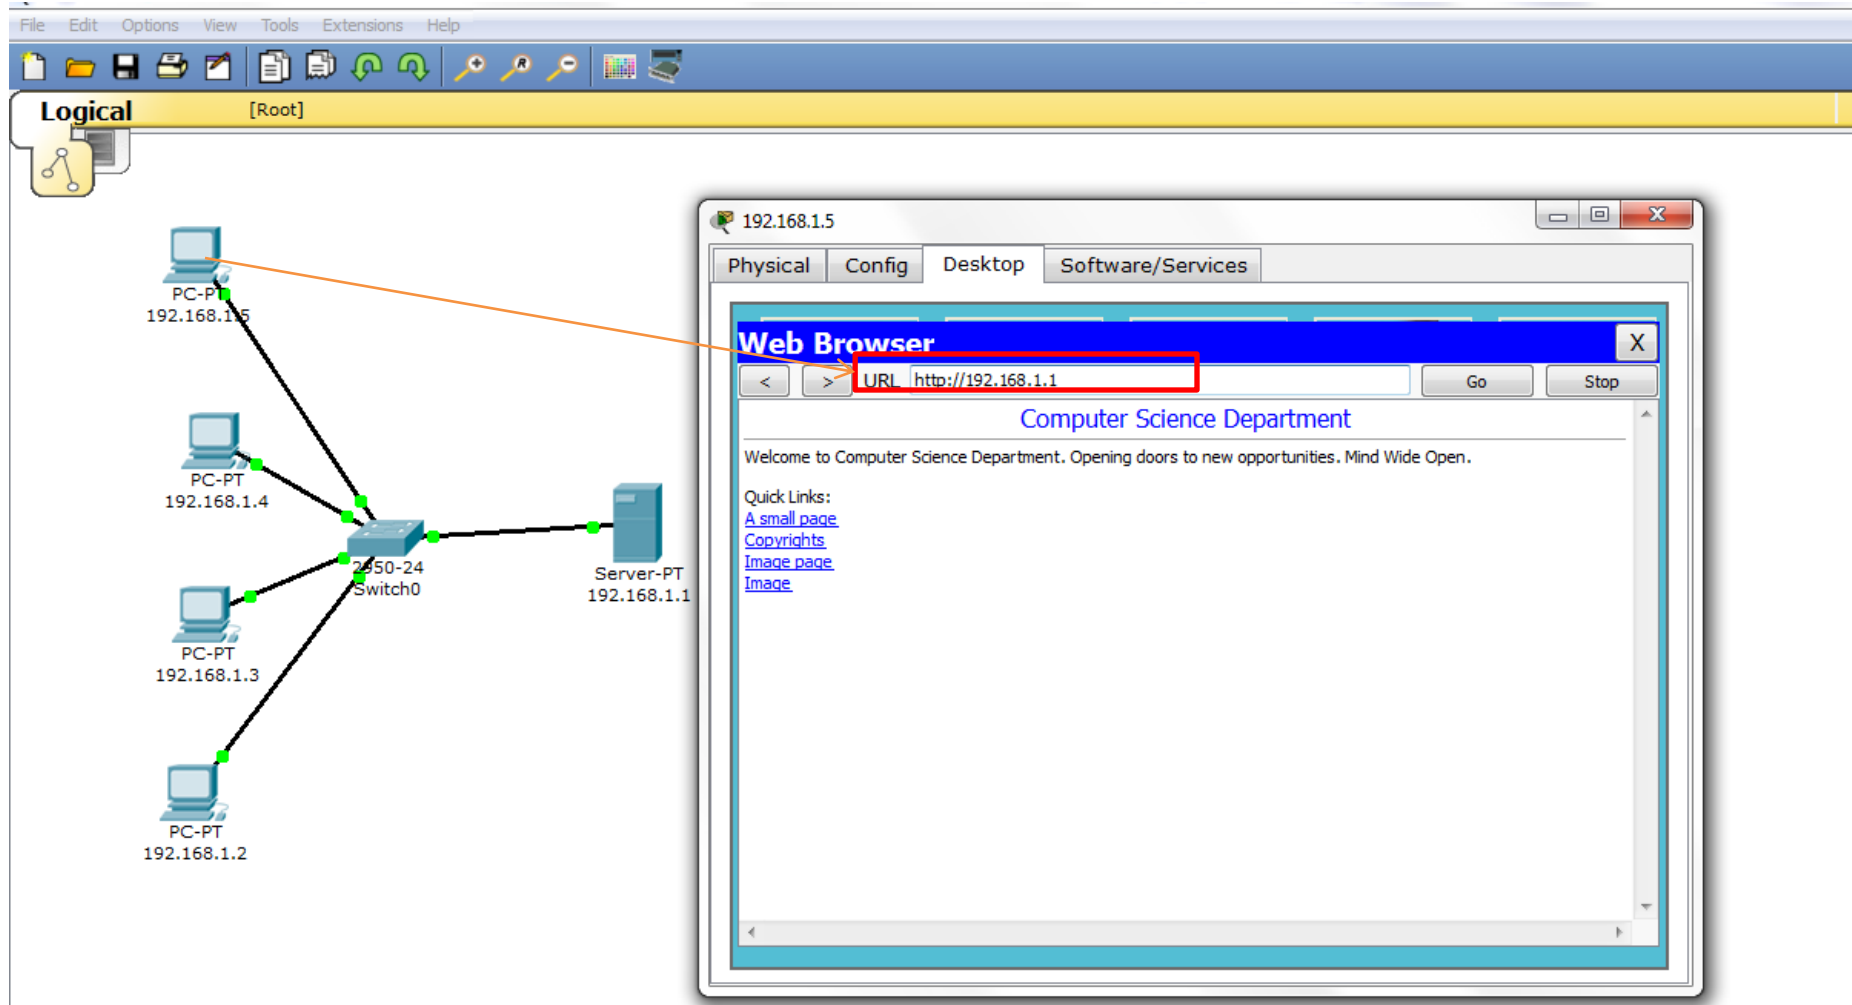 File Edit Options View Tools Extensions Help
Logical [Root]
PC-PT
192.168.1.5
PC-PT
192.168.1.4
2950-24
Switch0
Server-PT
192.168.1.1
PC-PT
192.168.1.3
PC-PT
192.168.1.2
192.168.1.5
X
Physical Config Desktop Software/Services
Web Browser X
< > URL http://192.168.1.1 Go Stop
Computer Science Department
Welcome to Computer Science Department. Opening doors to new opportunities. Mind Wide Open.
Quick Links:
A small page
Copyrights
Image page
Image